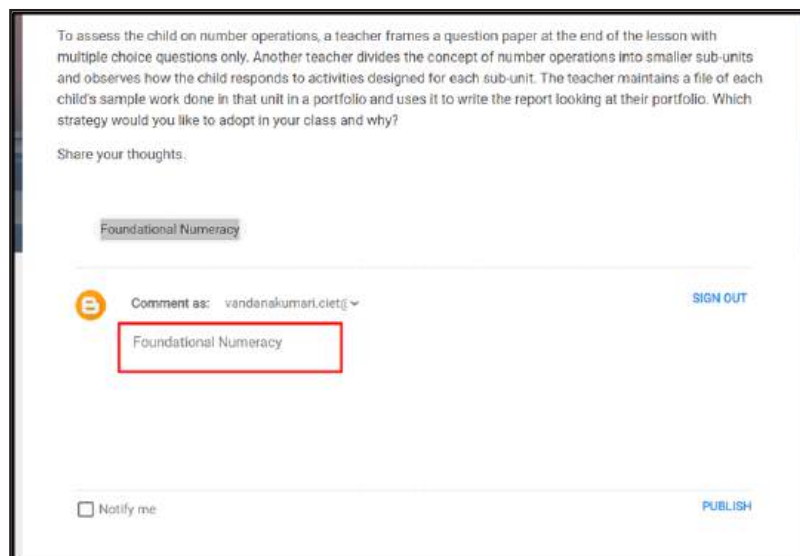 To assess the child on number operations, a teacher frames a question paper at the end of the lesson with
multiple choice questions only. Another teacher divides the concept of number operations into smaller sub-units
and observes how the child responds to activities designed for each sub-unit. The teacher maintains a file of each
child's sample work done in that unit in a portfolio and uses it to write the report looking at their portfolio. Which
strategy would you like to adopt in your class and why?
Share your thoughts.
Foundational Numeracy
Comment as: vandanakumari.ciet@
SIGN OUT
Foundational Numeracy
Notify me
PUBLISH